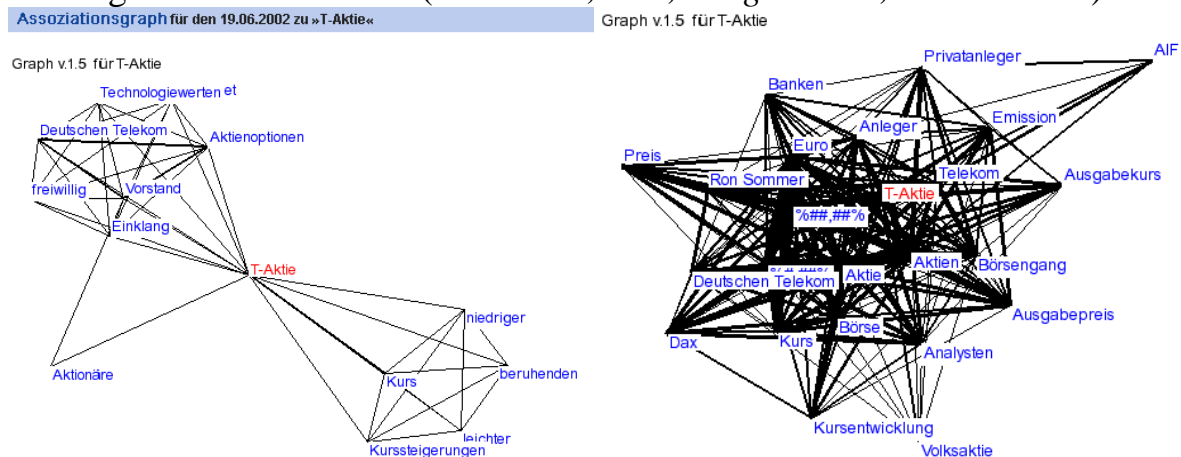 Assoziationsgraph für den 19.06.2002 zu »T-Aktie«
Graph v.1.5 für T-Aktie
Technologiewerten et
Deutschen Telekom
Aktienoptionen
freiwillig
Vorstand
Einklang
T-Aktie
Aktionäre
niedriger
Kurs
beruhenden
leichter
Kurssteigerungen
Graph v.1.5 für T-Aktie
Privatanleger
AIF
Banken
Emission
Anleger
Euro
Preis
Ron Sommer
Telekom
T-Aktie
Ausgabekurs
%##,##%
Aktien
Börsengang
Deutschen Telekom
Aktie
Ausgabepreis
Dax
Kurs
Börse
Analysten
Kursentwicklung
Volksaktie